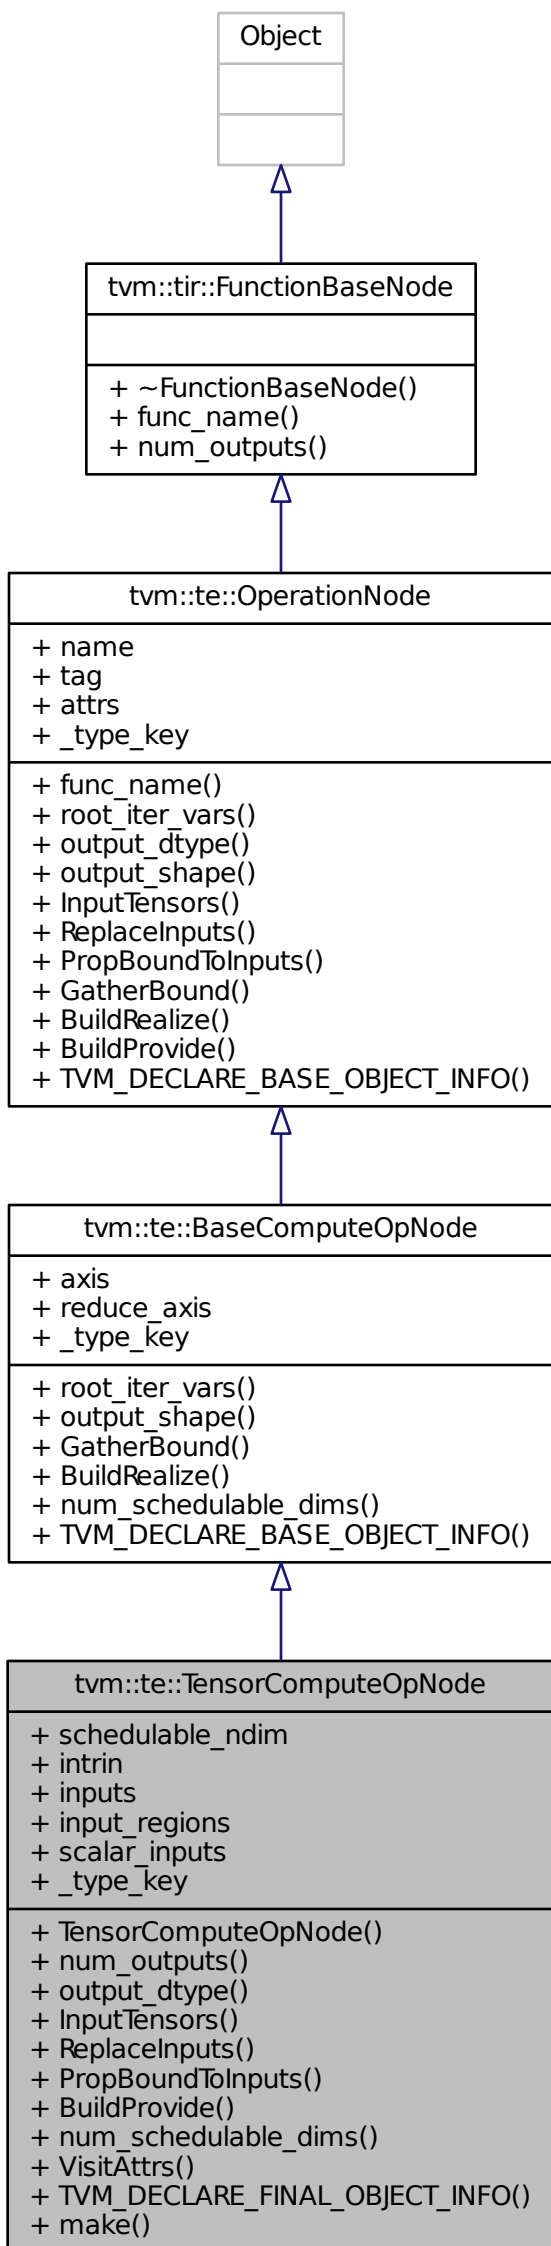 Object
tvm::tir::FunctionBaseNode
+ ~FunctionBaseNode()
+ func_name()
+ num_outputs()
tvm::te::OperationNode
+ name
+ tag
+ attrs
+ _type_key
+ func_name()
+ root_iter_vars()
+ output_dtype()
+ output_shape()
+ InputTensors()
+ ReplaceInputs()
+ PropBoundToInputs()
+ GatherBound()
+ BuildRealize()
+ BuildProvide()
+ TVM_DECLARE_BASE_OBJECT_INFO()
tvm::te::BaseComputeOpNode
+ axis
+ reduce_axis
+ _type_key
+ root_iter_vars()
+ output_shape()
+ GatherBound()
+ BuildRealize()
+ num_schedulable_dims()
+ TVM_DECLARE_BASE_OBJECT_INFO()
tvm::te::TensorComputeOpNode
+ schedulable_ndim
+ intrin
+ inputs
+ input_regions
+ scalar_inputs
+ _type_key
+ TensorComputeOpNode()
+ num_outputs()
+ output_dtype()
+ InputTensors()
+ ReplaceInputs()
+ PropBoundToInputs()
+ BuildProvide()
+ num_schedulable_dims()
+ VisitAttrs()
+ TVM_DECLARE_FINAL_OBJECT_INFO()
+ make()